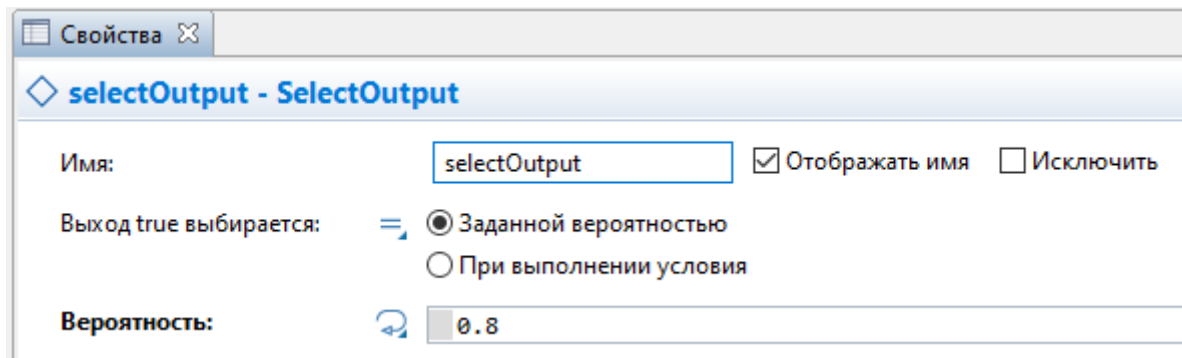 Свойства
selectOutput - SelectOutput
Имя: selectOutput Отображать имя Исключить
Выход true выбирается: Заданной вероятностью
При выполнении условия
Вероятность: 0.8